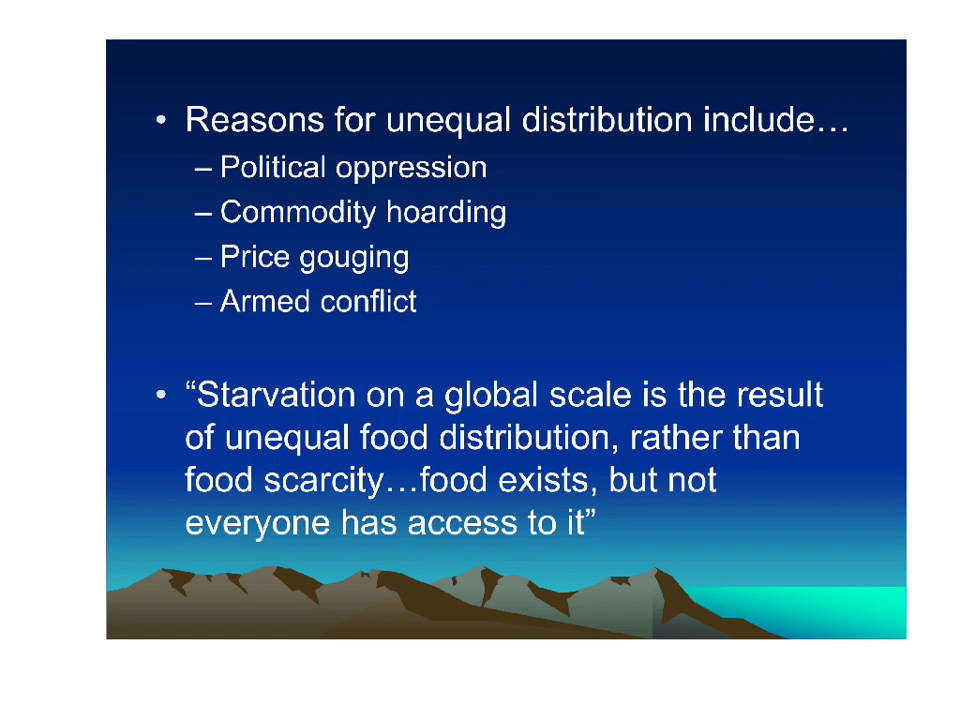 • Reasons for unequal distribution include…
– Political oppression
– Commodity hoarding
– Price gouging
– Armed conflict
• “Starvation on a global scale is the result
of unequal food distribution, rather than
food scarcity…food exists, but not
everyone has access to it”